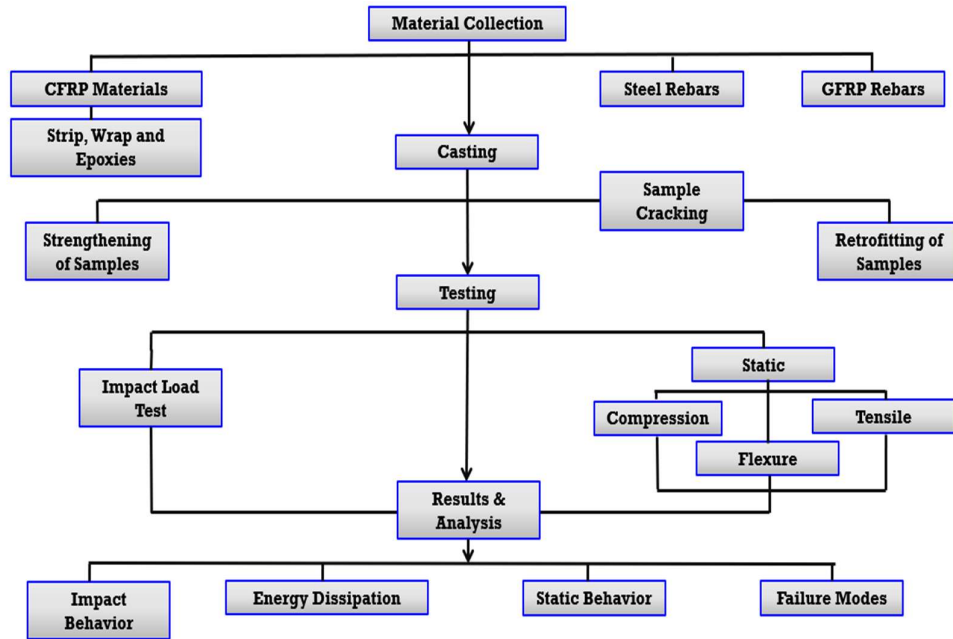 Material Collection
CFRP Materials
Steel Rebars
GFRP Rebars
Strip, Wrap and
Epoxies
Casting
Sample
Cracking
Strengthening
of Samples
Retrofitting of
Samples
Testing
Impact Load
Test
Static
Compression
Tensile
Flexure
Results &
Analysis
Impact
Behavior
Energy Dissipation
Static Behavior
Failure Modes